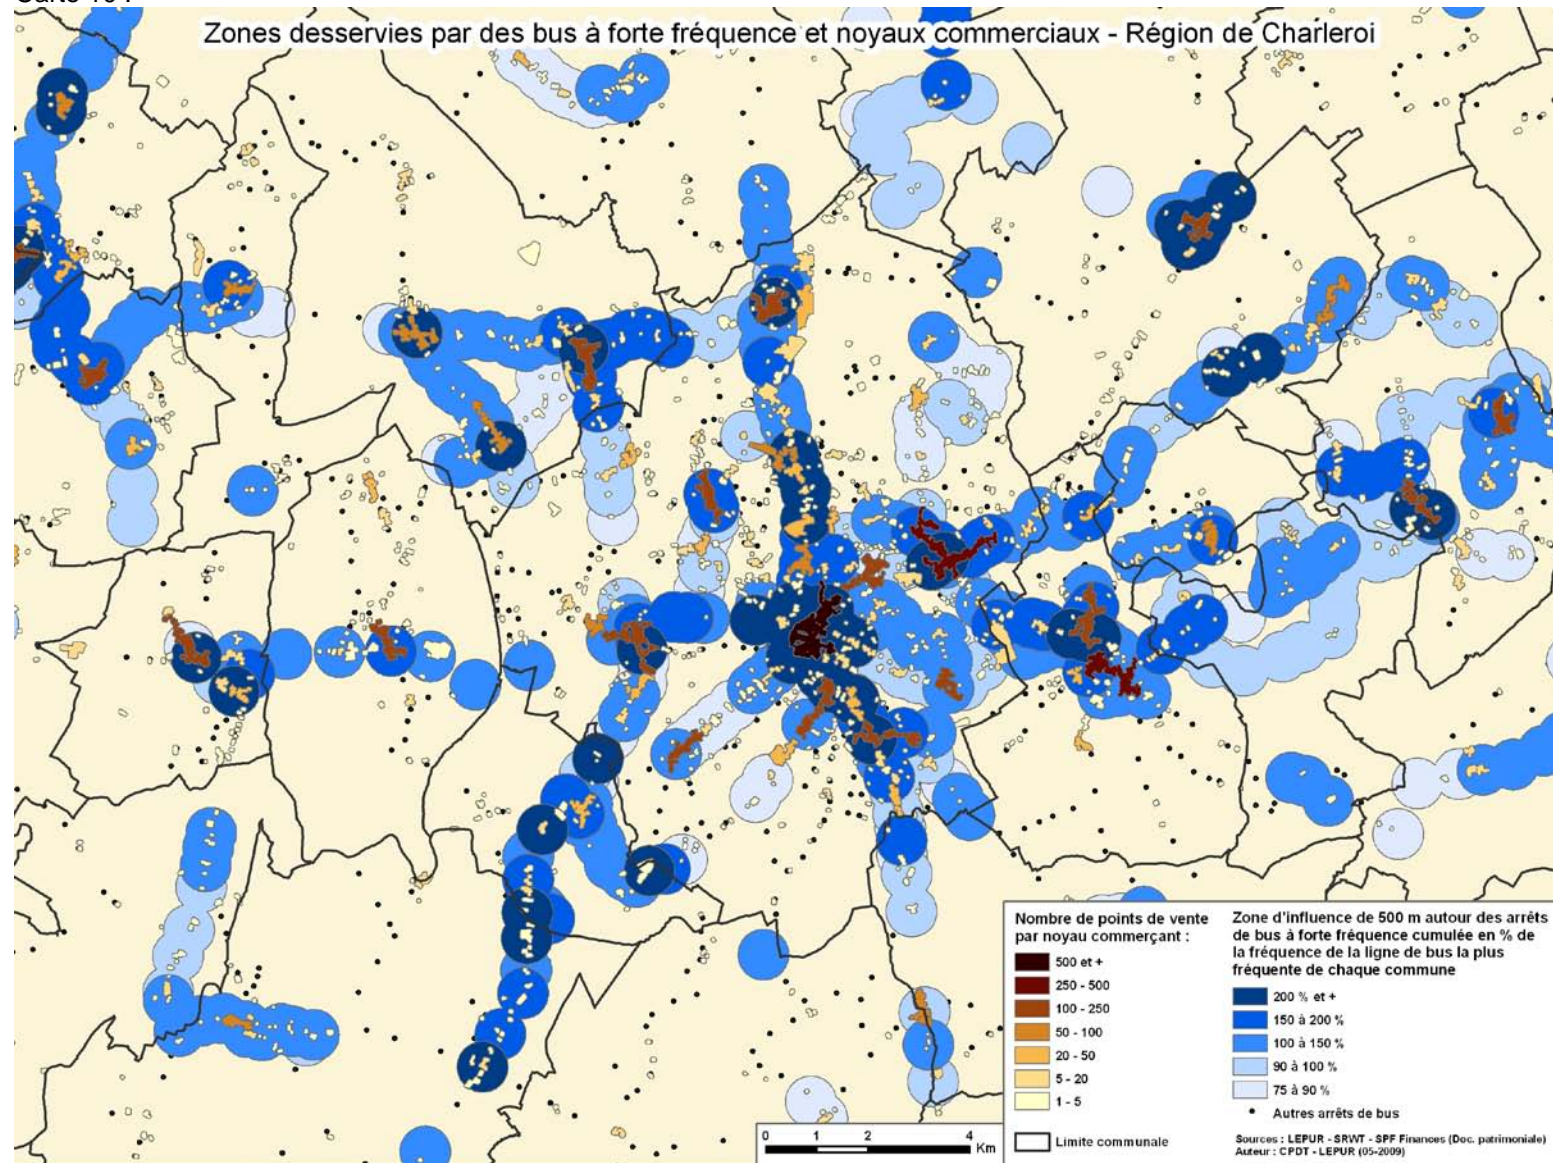 Zones desservies par des bus à forte fréquence et noyaux commerciaux - Région de Charleroi
Nombre de points de vente
par noyau commerçant :
500 et +
250 - 500
100 - 250
50 - 100
20 - 50
5 - 20
1 - 5
Limite communale
Zone d'influence de 500 m autour des arrêts
de bus à forte fréquence cumulée en % de
la fréquence de la ligne de bus la plus
fréquente de chaque commune
200 % et +
150 à 200 %
100 à 150 %
90 à 100 %
75 à 90 %
Autres arrêts de bus
Sources : LEPUR - SRWT - SPF Finances (Doc. patrimoniale)
Auteur : CPDT - LEPUR (05-2009)
0 1 2 4
Km